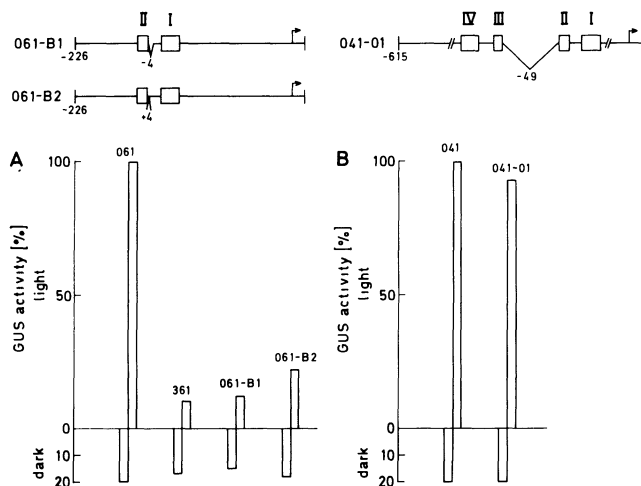 II I
061-B1
-226
-4
061-B2
-226
+4
IV III II I
041-01
-615
-49
A
GUS activity [%]
light
dark
100
50
0
10
20
061
361
061-B1
061-B2
B
GUS activity [%]
light
dark
100
50
0
10
20
041
041-01